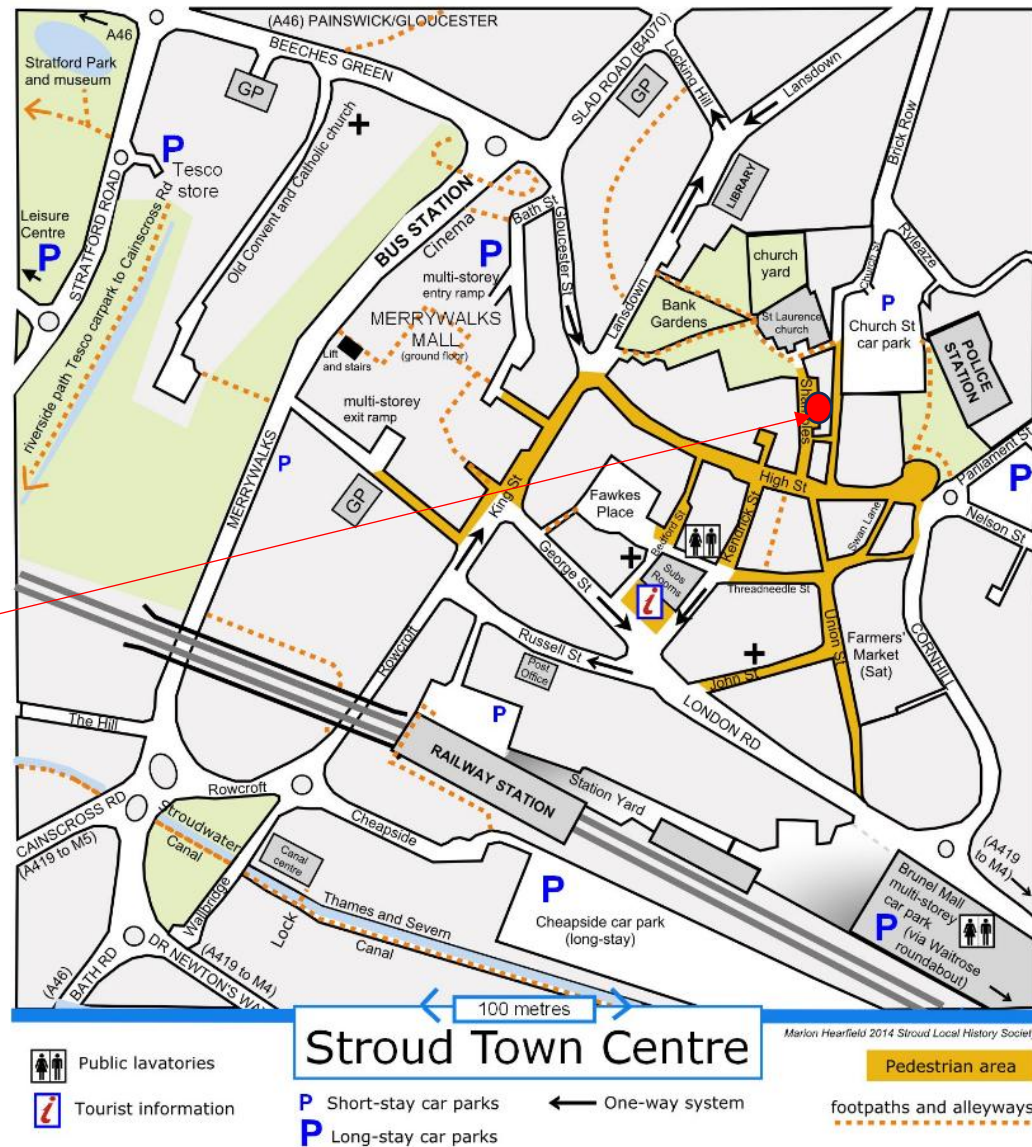 (A46) PAINSWICK/GLOUCESTER
A46
BEECHES GREEN
Stratford Park
and museum
GP
SLAD ROAD (B4070)
GP
Locking Hill
Lansdown
Brick Row
P
Tesco
store
Old Convent and Catholic church
BUS STATION
Cinema
Bath St
Gloucester St
P
LIBRARY
Leisure
Centre
P
STRATFORD ROAD
riverside path Tesco carpark to Cainscross Rd
multi-storey
entry ramp
MERRYWALKS
MALL
(ground floor)
Lift
and stairs
Lansdown
church
yard
Bank
Gardens
St Laurence
church
Church St
Ryleaze
P
Church St
car park
POLICE
STATION
multi-storey
exit ramp
Shambles
P
MERRYWALKS
GP
King St
High St
Parliament St
P
Nelson St
Fawkes
Place
Bedford St
Kendrick St
Swan Lane
George St
Subs
Rooms
i
Threadneedle St
Union St
Farmers'
Market
(Sat)
CORNHILL
Russell St
Post
Office
John St
Rowcroft
P
LONDON RD
The Hill
RAILWAY STATION
Station Yard
CAINSCROSS RD
(A419 to M5)
Rowcroft
Stroudwater
Canal
Cheapside
Canal
centre
Wallbridge
Lock
Thames and Severn
Canal
P
Cheapside car park
(long-stay)
(A419
to M4)
Brunel Mall
multi-storey
car park
(via Waitrose
roundabout)
P
(A46)
BATH RD
DR NEWTON'S WA
(A419 to M4)
100 metres
Stroud Town Centre
Marion Hearfield 2014 Stroud Local History Society
Public lavatories
i Tourist information
P Short-stay car parks
P Long-stay car parks
One-way system
Pedestrian area
footpaths and alleyways